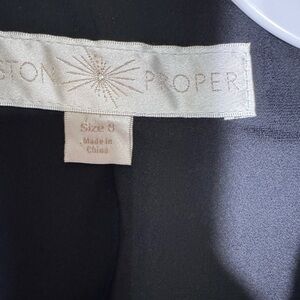 STON PROPER
Size 8
Made in
China